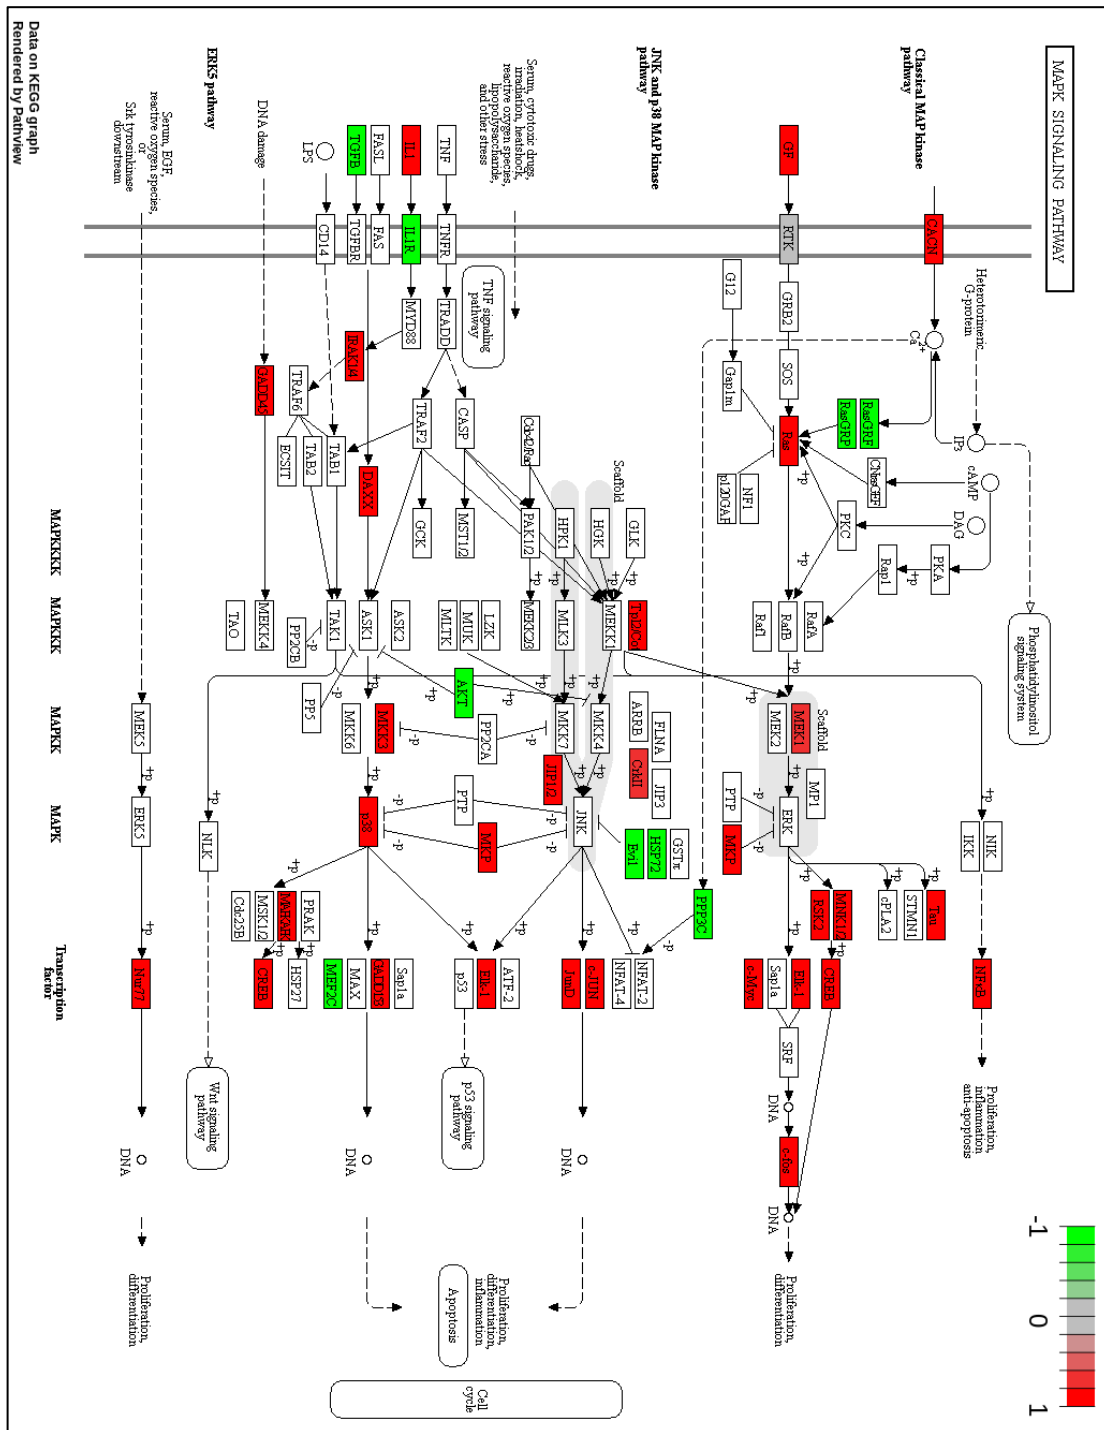 MAPK SIGNALING PATHWAY
Classical MAP kinase
pathway
Heterotrimeric
G-protein
IP3
Phosphatidylinositol
signaling system
cAMP
DAG
PKA
Rap1
PKC
CACN
Ca2+
RasGRF
RasGRP
CNasGEF
GF
RTK
GRB2
SOS
Ras
G12
Gap1m
NF1
p120GAP
RafA
RafB
Raf1
+p
+p
+p
+p
+p
Scaffold
MEK1
MEK2
MP1
ERK
PTP
MKP
-p
-p
+p
NIK
IKK
NFκB
Proliferation,
inflammation
anti-apoptosis
+p
+p
+p
+p
+p
Tau
STMN1
cPLA2
MNK1/2
RSK2
CREB
Elk-1
Sap1a
c-Myc
SRF
DNA
c-fos
DNA
Proliferation,
differentiation
JNK and p38 MAP kinase
pathway
Serum, cytotoxic drugs,
irradiation, heatshock,
reactive oxygen species,
lipopolysaccharide,
and other stress
TNF
IL1
FASL
TGFB
LPS
TNFR
IL1R
FAS
TGFBR
CD14
TNF signaling
pathway
TRADD
MYD88
IRAK1/4
TRAF6
ECSIT
TAB2
TAB1
TRAF2
CASP
DAXX
DNA damage
GADD45
Cdc42/Rac
Scaffold
GLK
HGK
HPK1
PAK1/2
MST1/2
GCK
Tpl2/Cot
MEKK1
MLK3
MEKK2/3
LZK
MUK
MLTK
ASK2
ASK1
TAK1
PP2CB
PP5
MEKK4
TAO
AKT
PP2CA
FLNA
ARRB
CrkII
JIP3
MKK4
MKK7
JIP1/2
MKK3
MKK6
JNK
PTP
MKP
p38
GSTπ
HSP72
Evi1
PPP3C
NFAT-2
NFAT-4
c-JUN
JunD
ATF-2
Elk-1
p53
Sap1a
GADD153
MAX
MEF2C
PRAK
MAPKAPK
MSK1/2
Cdc25B
HSP27
CREB
p53 signaling
pathway
DNA
DNA
Proliferation,
differentiation,
inflammation
Apoptosis
Cell
cycle
NLK
Wnt signaling
pathway
ERK5 pathway
Serum, EGF,
reactive oxygen species,
or
Srk tyrosinkinase
downstream
MEK5
ERK5
Nur77
DNA
Proliferation,
differentiation
MAPKKKK
MAPKKK
MAPKK
MAPK
Transcription
factor
-1
0
1
Data on KEGG graph
Rendered by Pathview